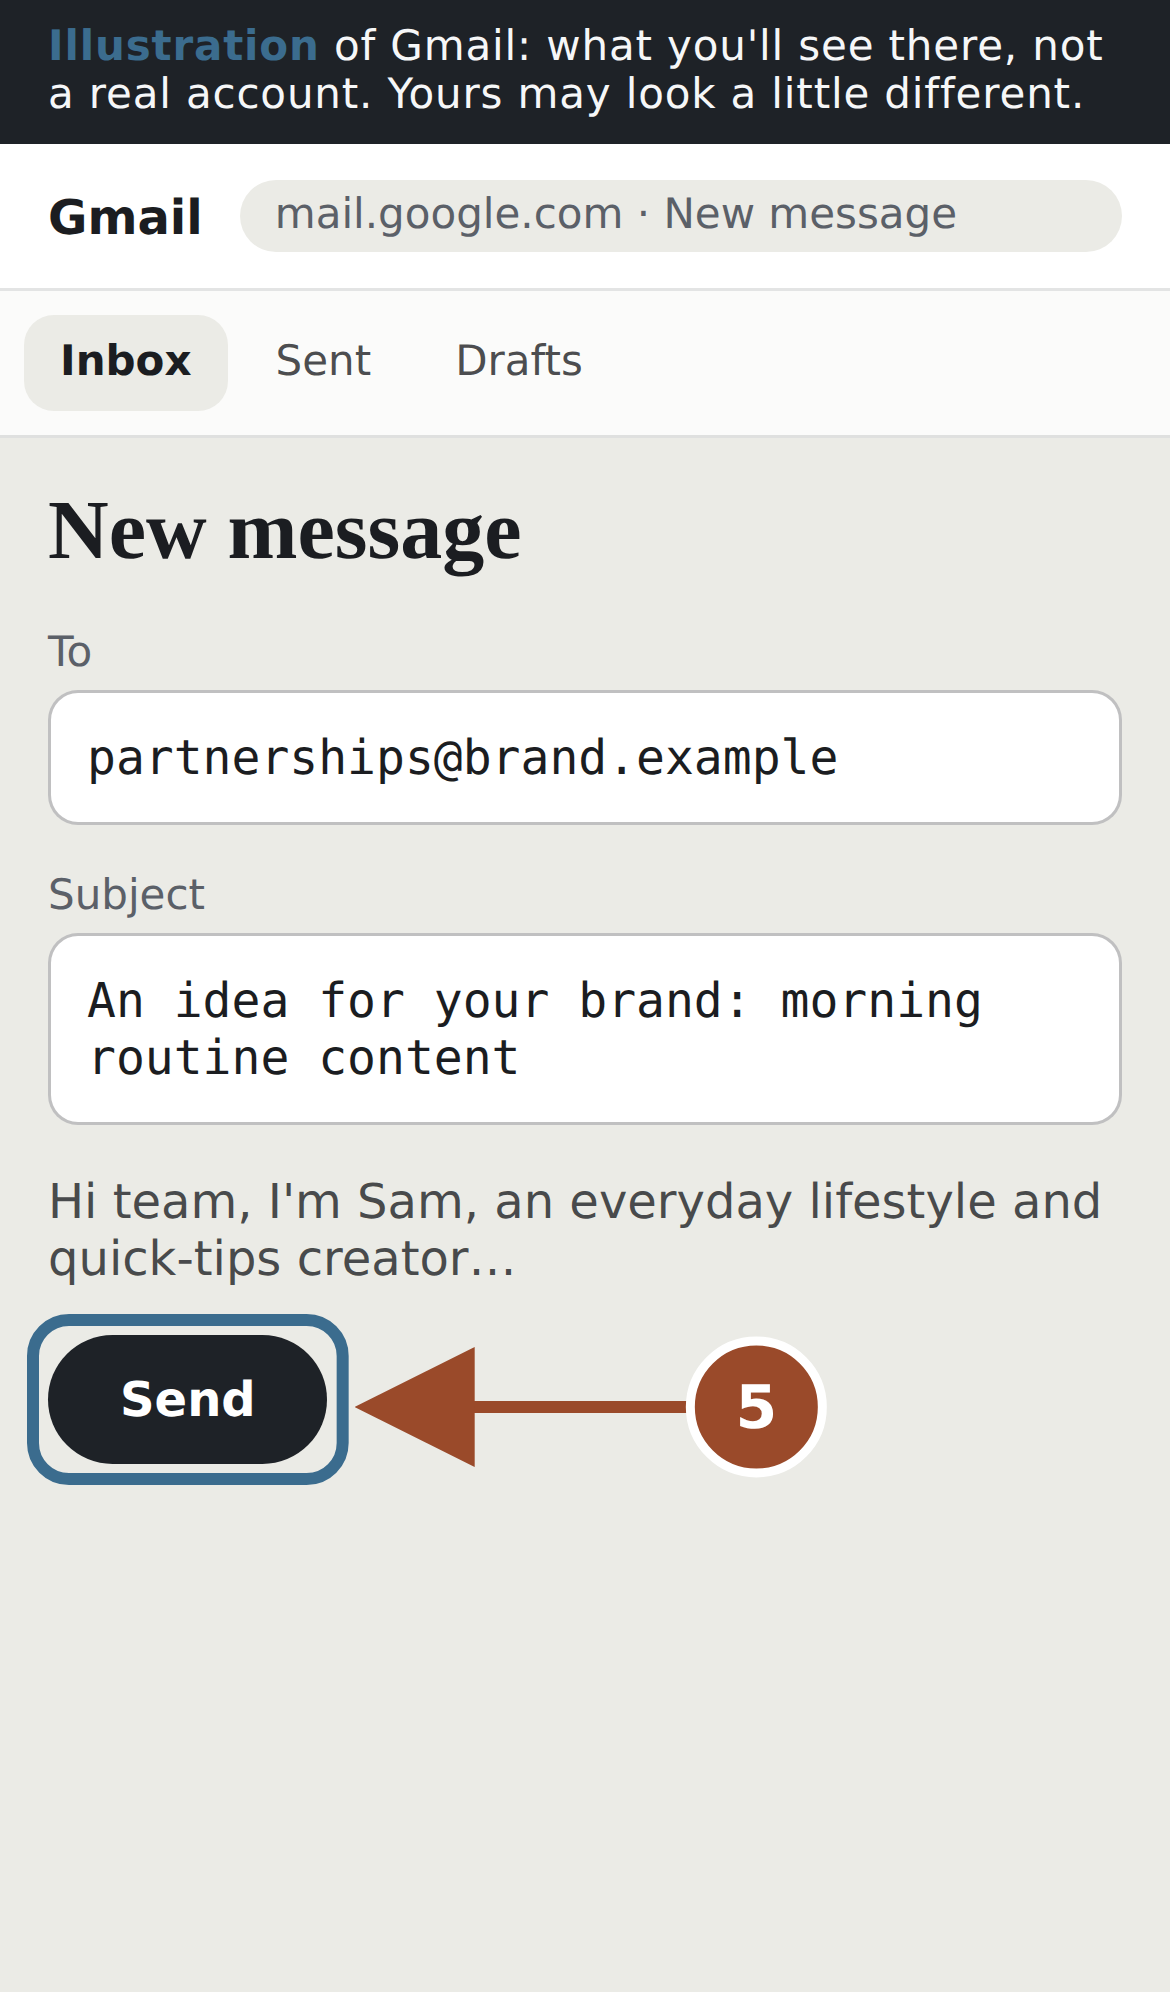 Illustration of Gmail: what you'll see there, not
a real account. Yours may look a little different.
Gmail
mail.google.com · New message
Inbox
Sent
Drafts
New message
To
partnerships@brand.example
Subject
An idea for your brand: morning
routine content
Hi team, I'm Sam, an everyday lifestyle and
quick-tips creator…
Send
5